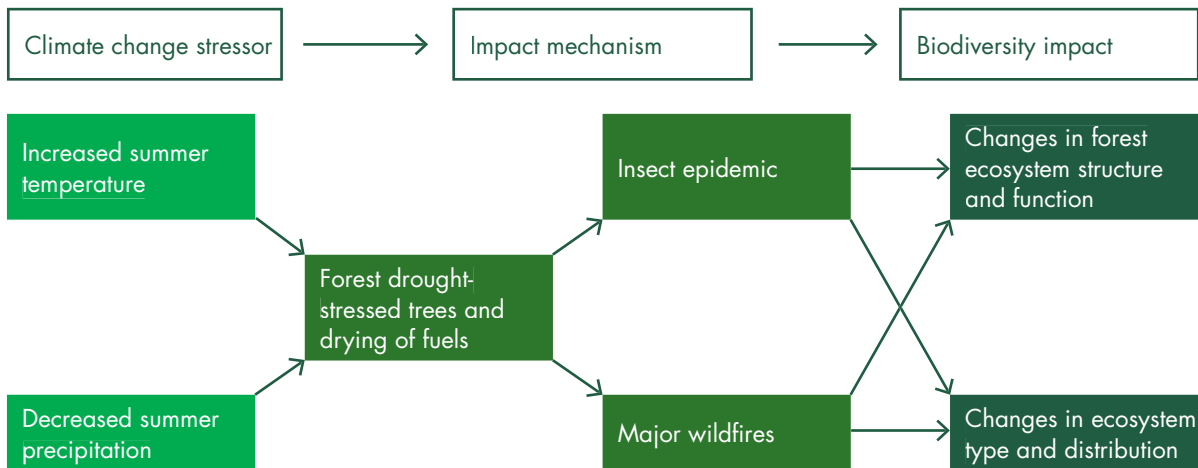 Climate change stressor
Impact mechanism
Biodiversity impact
Increased summer
temperature
Insect epidemic
Changes in forest
ecosystem structure
and function
Forest drought-
stressed trees and
drying of fuels
Decreased summer
precipitation
Major wildfires
Changes in ecosystem
type and distribution